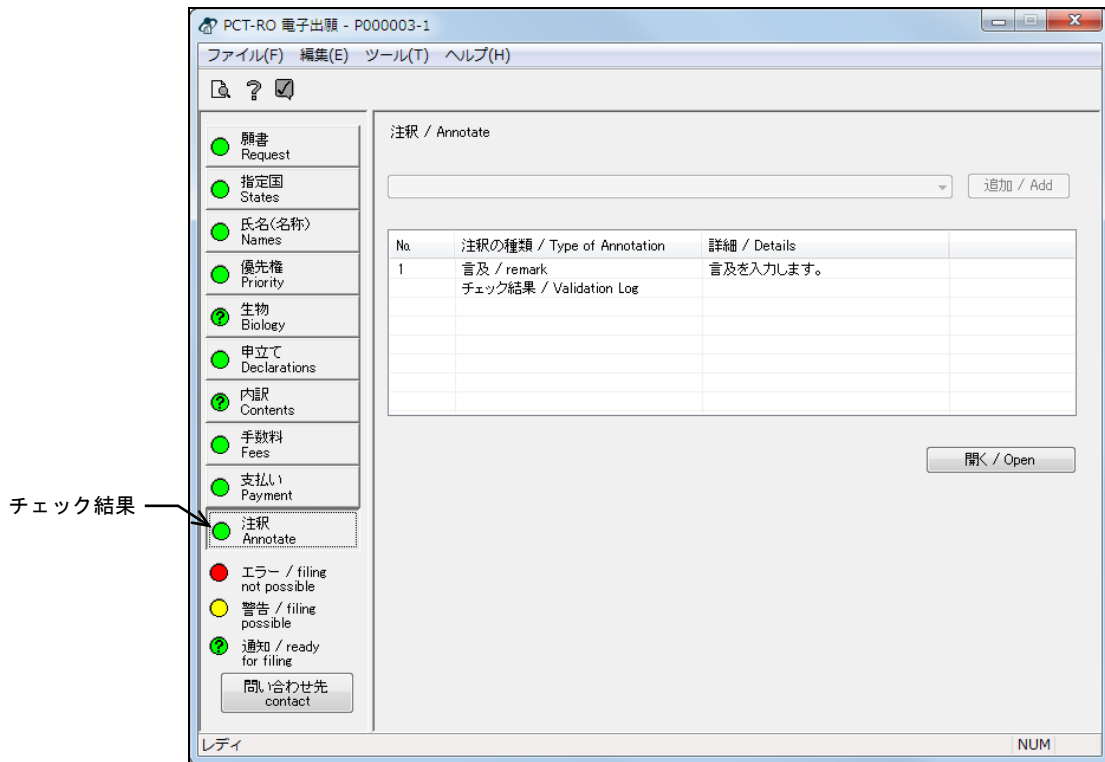 PCT-RO 電子出願 - P000003-1
ファイル(F) 編集(E) ツール(T) ヘルプ(H)
願書
Request
指定国
States
氏名(名称)
Names
優先権
Priority
生物
Biology
申立て
Declarations
内訳
Contents
手数料
Fees
支払い
Payment
注釈
Annotate
チェック結果
エラー / filing
not possible
警告 / filing
possible
通知 / ready
for filing
問い合わせ先
contact
注釈 / Annotate
追加 / Add
No. 注釈の種類 / Type of Annotation 詳細 / Details
1 言及 / remark 言及を入力します。
チェック結果 / Validation Log
開く / Open
レディ NUM